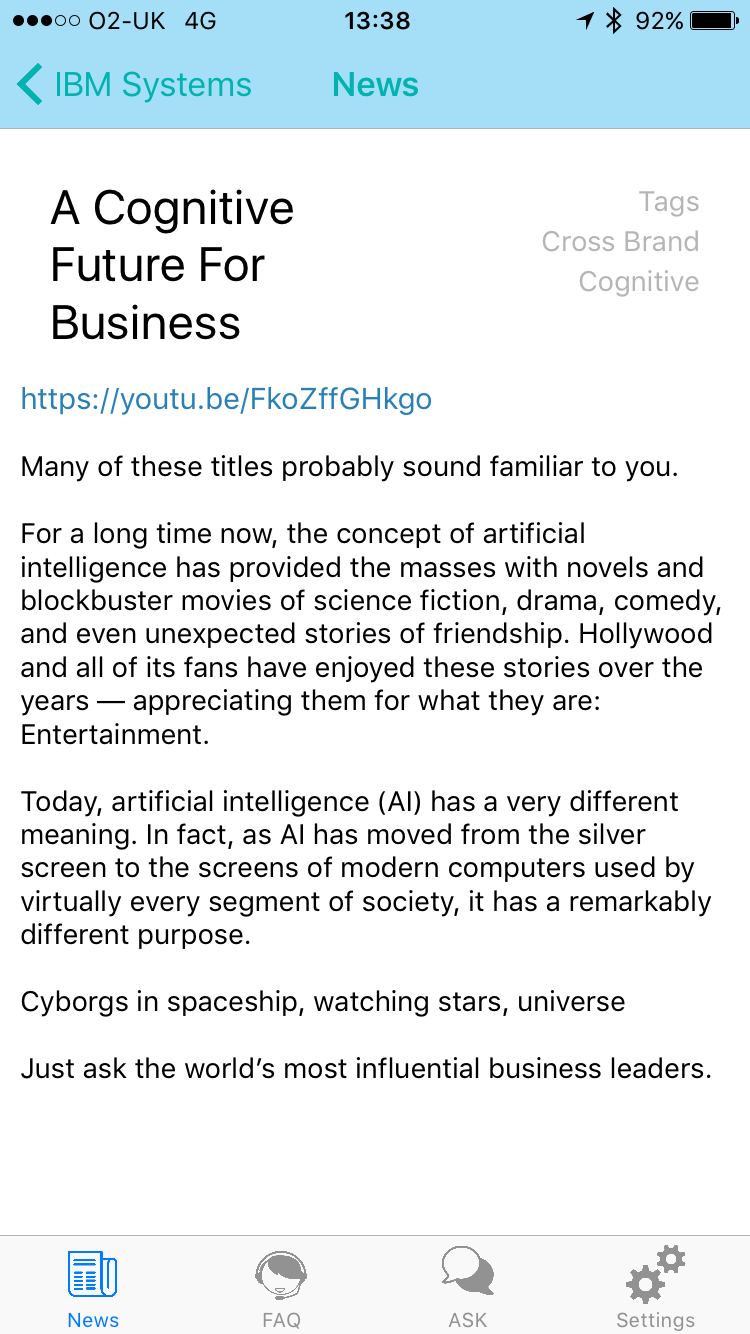 O2-UK 4G 13:38 92%
IBM Systems News
A Cognitive
Future For
Business
Tags
Cross Brand
Cognitive
https://youtu.be/FkoZffGHkgo
Many of these titles probably sound familiar to you.
For a long time now, the concept of artificial
intelligence has provided the masses with novels and
blockbuster movies of science fiction, drama, comedy,
and even unexpected stories of friendship. Hollywood
and all of its fans have enjoyed these stories over the
years — appreciating them for what they are:
Entertainment.
Today, artificial intelligence (AI) has a very different
meaning. In fact, as AI has moved from the silver
screen to the screens of modern computers used by
virtually every segment of society, it has a remarkably
different purpose.
Cyborgs in spaceship, watching stars, universe
Just ask the world’s most influential business leaders.
News FAQ ASK Settings